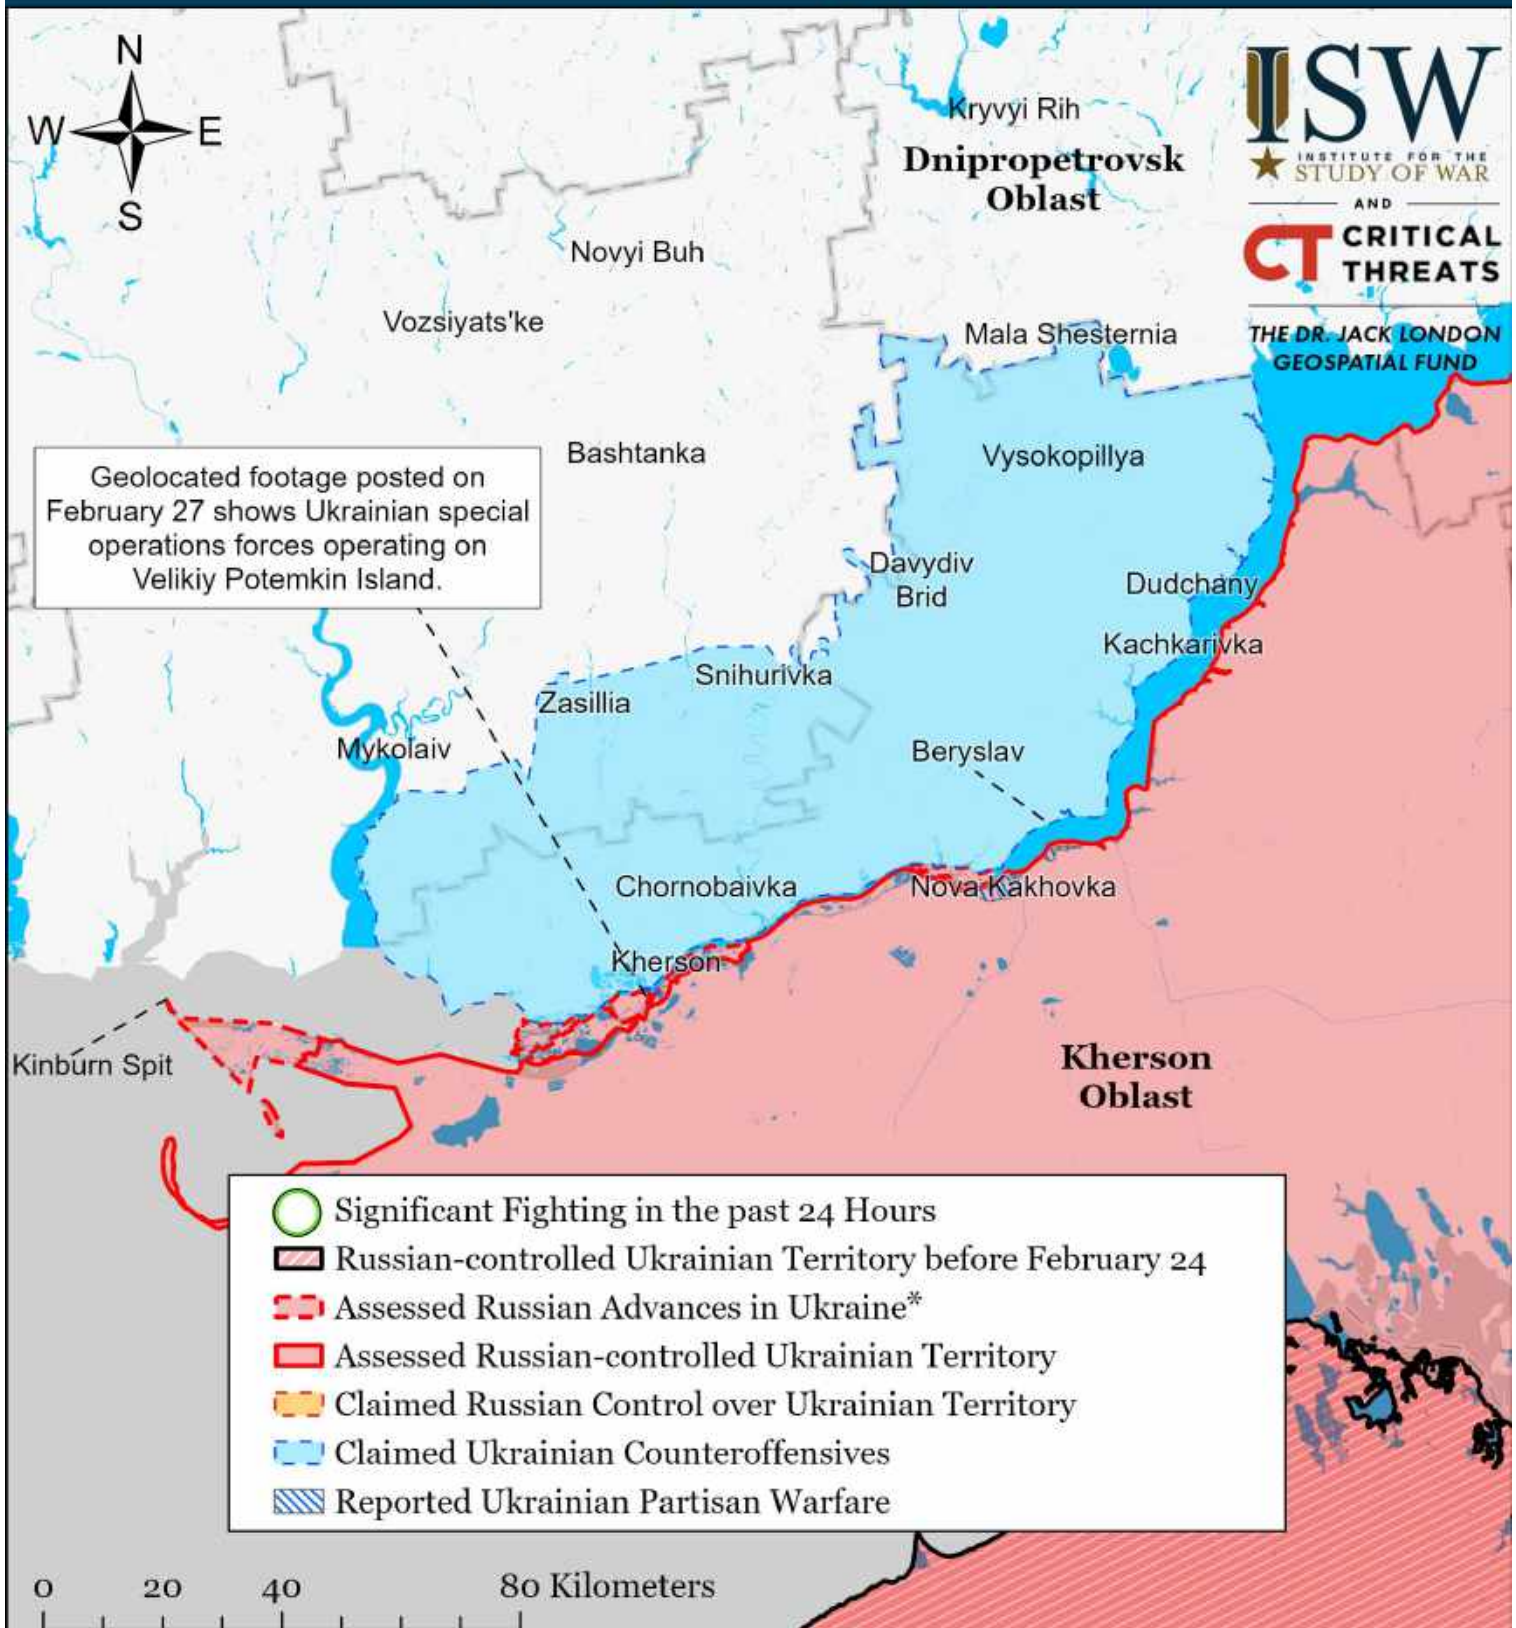 N
W
E
S
ISW
INSTITUTE FOR THE
STUDY OF WAR
AND
CT CRITICAL
THREATS
THE DR. JACK LONDON
GEOSPATIAL FUND
Kryvyi Rih
Dnipropetrovsk
Oblast
Novyi Buh
Vozsiyats'ke
Mala Shesternia
Bashtanka
Vysokopillya
Geolocated footage posted on
February 27 shows Ukrainian special
operations forces operating on
Velikiy Potemkin Island.
Davydiv
Brid
Dudchany
Kachkarivka
Snihurivka
Zasillia
Mykolaiv
Beryslav
Chornobaivka
Nova Kakhovka
Kherson
Kinburn Spit
Kherson
Oblast
Significant Fighting in the past 24 Hours
Russian-controlled Ukrainian Territory before February 24
Assessed Russian Advances in Ukraine*
Assessed Russian-controlled Ukrainian Territory
Claimed Russian Control over Ukrainian Territory
Claimed Ukrainian Counteroffensives
Reported Ukrainian Partisan Warfare
0 20 40 80 Kilometers